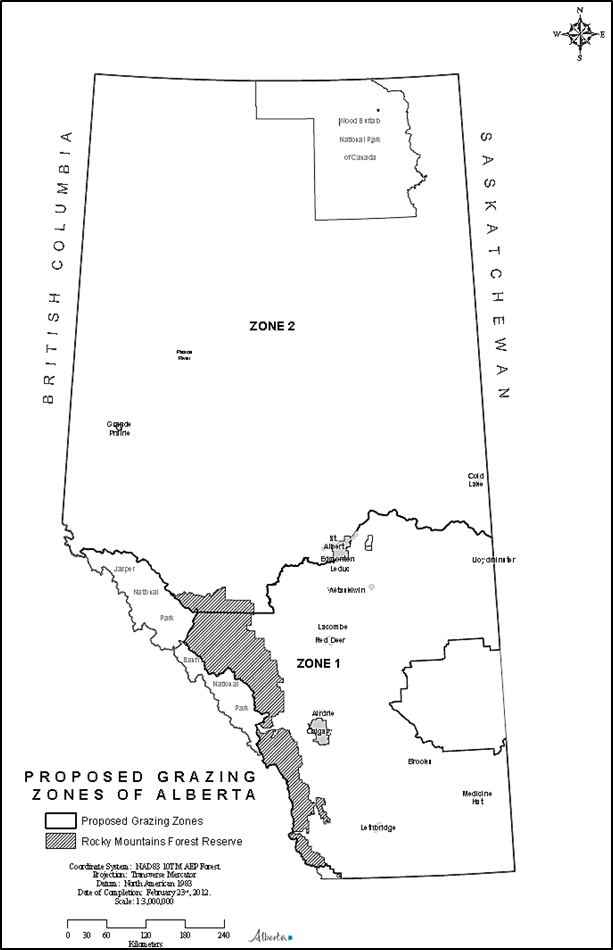 N
W E
S
Wood Buffalo
National Park
of Canada
BRITISH COLUMBIA
SASKATCHEWAN
ZONE 2
Peace
River
Grande
Prairie
Cold
Lake
St.
Albert
Edmonton
Leduc
Lloydminster
Wetaskiwin
Jasper
National
Park
Lacombe
Red Deer
ZONE 1
Banff
National
Park
Airdrie
Calgary
Brooks
Medicine
Hat
Lethbridge
PROPOSED GRAZING
ZONES OF ALBERTA
Proposed Grazing Zones
Rocky Mountains Forest Reserve
Coordinate System: NAD83 10TM AEP Forest
Projection: Transverse Mercator
Datum: North American 1983
Date of Completion: February 23rd, 2012.
Scale: 1:3,000,000
0 30 60 120 180 240
Kilometers
Alberta